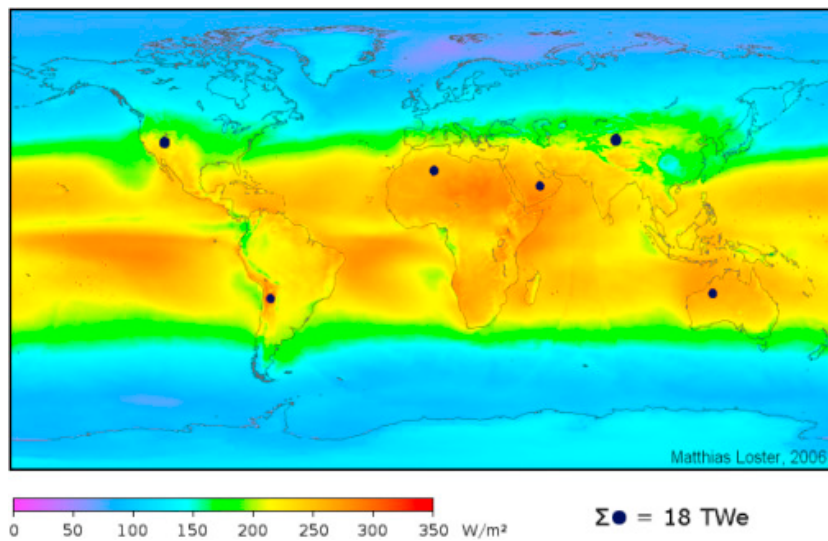 Matthias Loster, 2006
0 50 100 150 200 250 300 350 W/m²
Σ● = 18 TWe